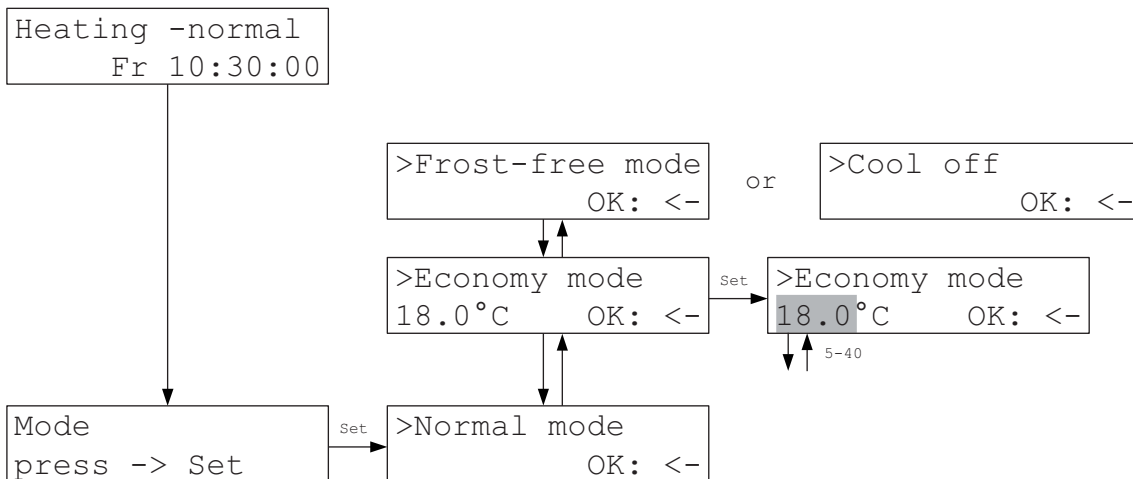 Heating -normal
Fr 10:30:00
>Frost-free mode
OK: <-
or
>Cool off
OK: <-
>Economy mode
18.0°C OK: <-
Set
>Economy mode
18.0°C OK: <-
5-40
Mode
press -> Set
Set
>Normal mode
OK: <-